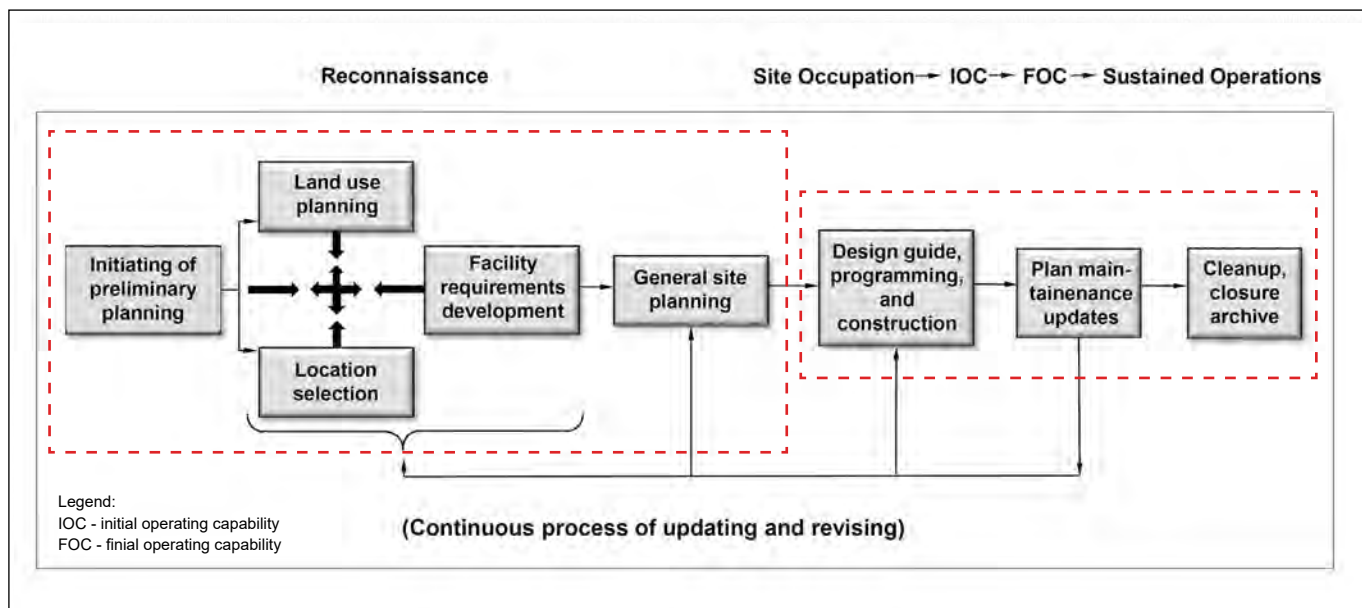 Reconnaissance
Site Occupation → IOC → FOC → Sustained Operations
Land use
planning
Initiating of
preliminary
planning
Facility
requirements
development
General site
planning
Design guide,
programming,
and
construction
Plan main-
tainenance
updates
Cleanup,
closure
archive
Location
selection
Legend:
IOC - initial operating capability
FOC - finial operating capability
(Continuous process of updating and revising)